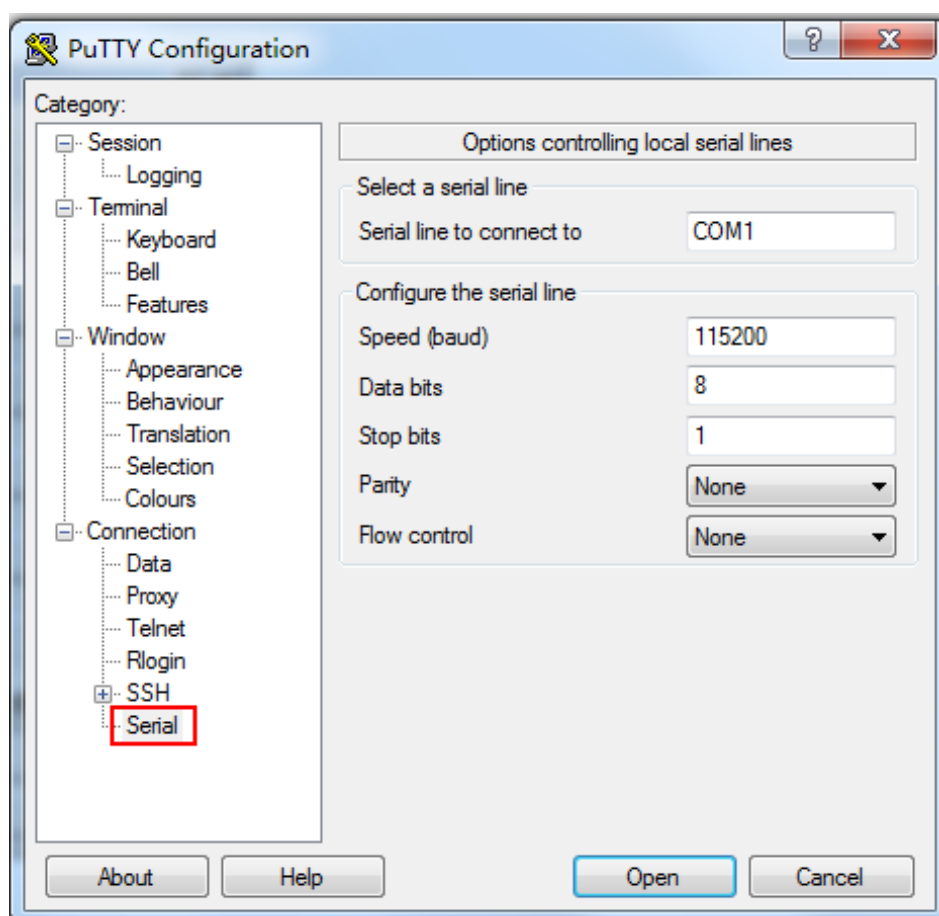 PuTTY Configuration
Category:
Session
Logging
Terminal
Keyboard
Bell
Features
Window
Appearance
Behaviour
Translation
Selection
Colours
Connection
Data
Proxy
Telnet
Rlogin
SSH
Serial
Options controlling local serial lines
Select a serial line
Serial line to connect to COM1
Configure the serial line
Speed (baud) 115200
Data bits 8
Stop bits 1
Parity None
Flow control None
About Help Open Cancel